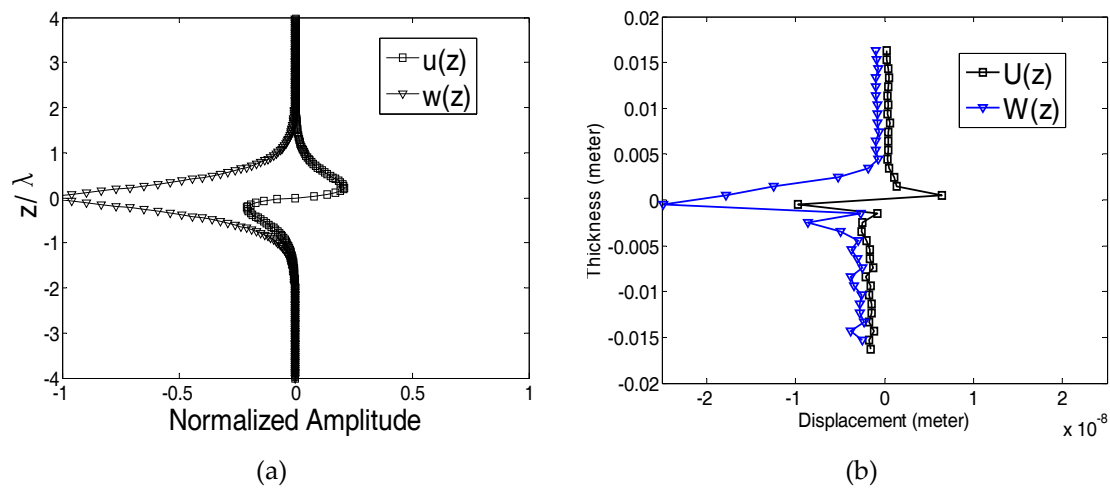 4
3
2
1
0
-1
-2
-3
-4
z/ λ
-1
-0.5
0
0.5
1
Normalized Amplitude
u(z)
w(z)
(a)
0.02
0.015
0.01
0.005
0
-0.005
-0.01
-0.015
-0.02
Thickness (meter)
-2
-1
0
1
2
Displacement (meter)
x 10⁻⁸
U(z)
W(z)
(b)